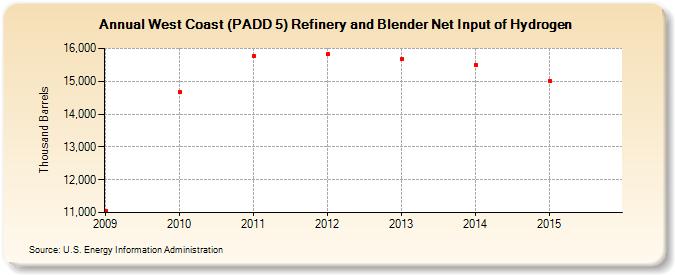 Annual West Coast (PADD 5) Refinery and Blender Net Input of Hydrogen
Thousand Barrels
16,000
15,000
14,000
13,000
12,000
11,000
2009 2010 2011 2012 2013 2014 2015
Source: U.S. Energy Information Administration